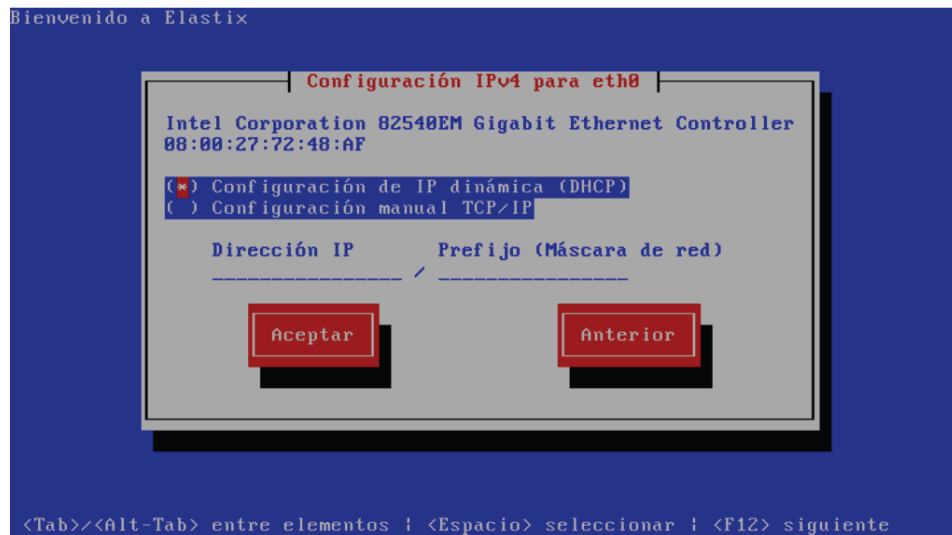 Bienvenido a Elastix
Configuración IPv4 para eth0
Intel Corporation 82540EM Gigabit Ethernet Controller
08:00:27:72:48:AF
(*) Configuración de IP dinámica (DHCP)
( ) Configuración manual TCP/IP
Dirección IP Prefijo (Máscara de red)
________________ / ________________
Aceptar Anterior
<Tab>/<Alt-Tab> entre elementos ¦ <Espacio> seleccionar ¦ <F12> siguiente